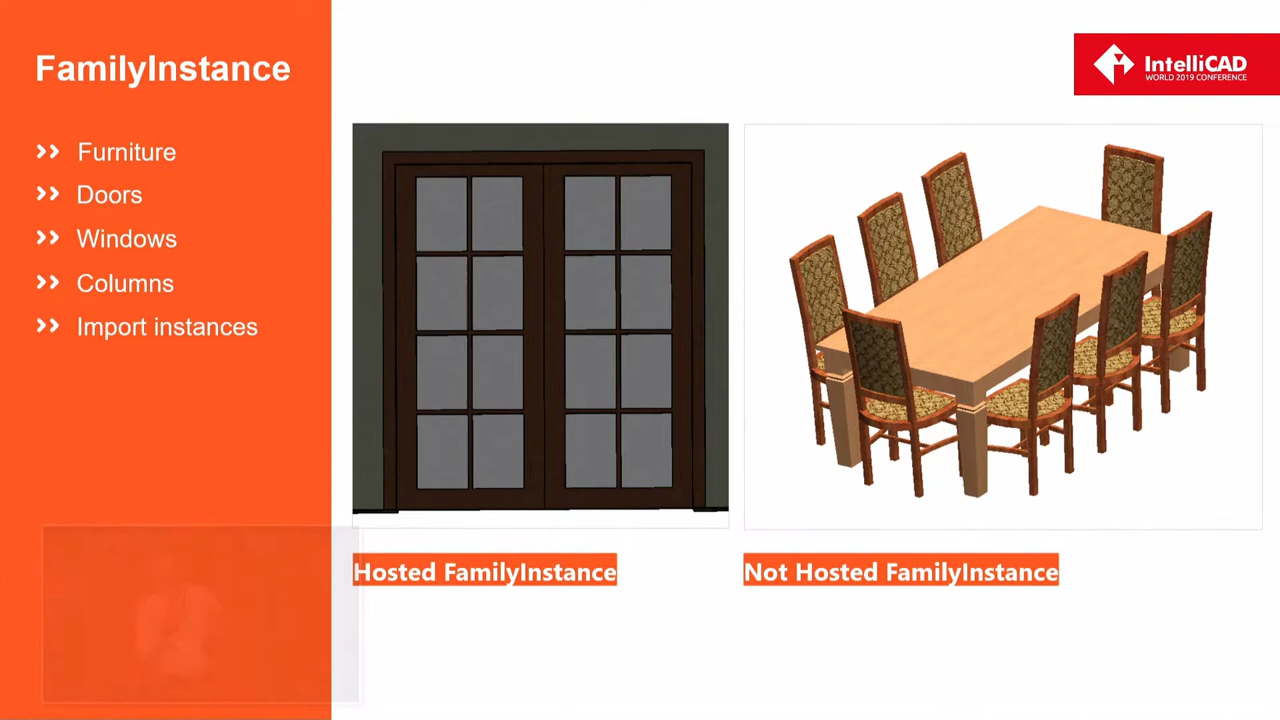 FamilyInstance
Furniture
Doors
Windows
Columns
Import instances
IntelliCAD
WORLD 2019 CONFERENCE
Hosted FamilyInstance
Not Hosted FamilyInstance